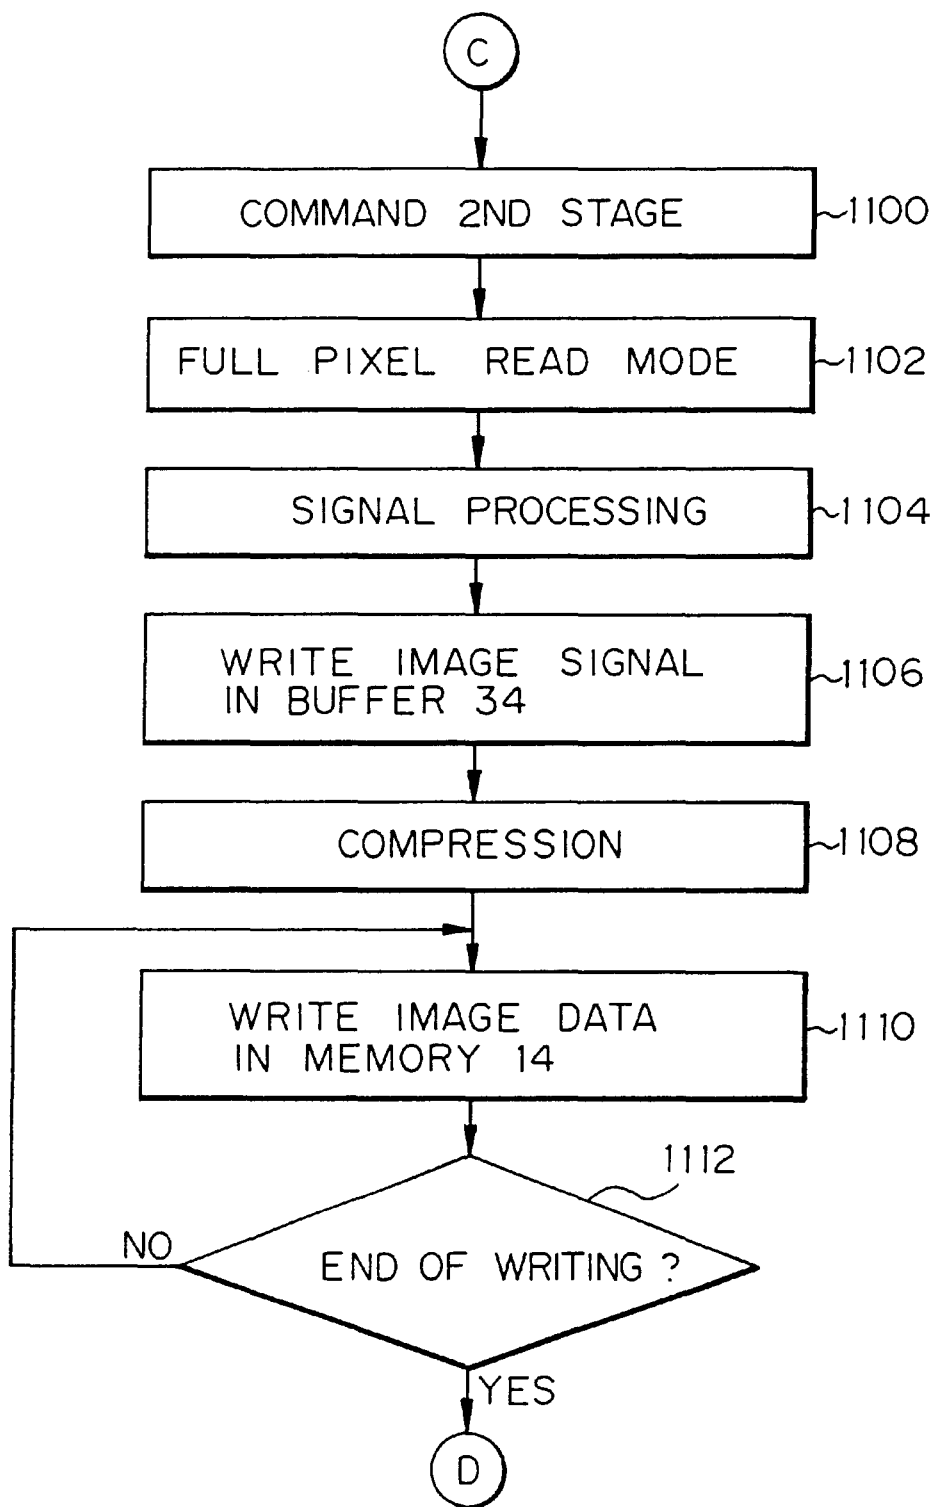 C
COMMAND 2ND STAGE
1100
FULL PIXEL READ MODE
1102
SIGNAL PROCESSING
1104
WRITE IMAGE SIGNAL
IN BUFFER 34
1106
COMPRESSION
1108
WRITE IMAGE DATA
IN MEMORY 14
1110
1112
NO
END OF WRITING ?
YES
D